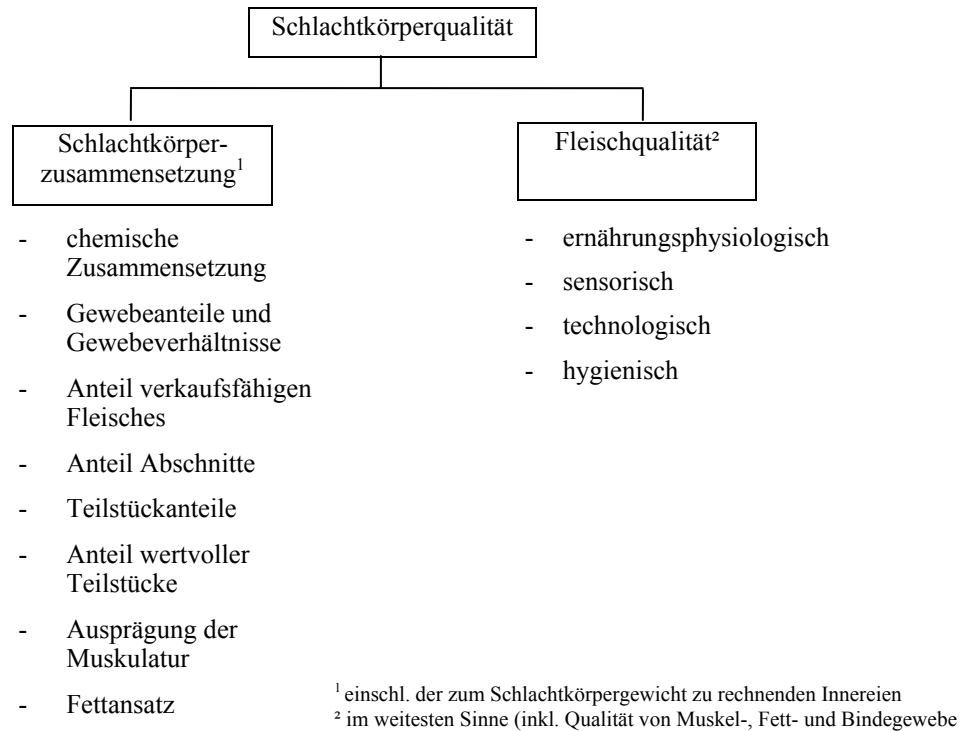 Schlachtkörperqualität
Schlachtkörper-
zusammensetzung¹
- chemische
Zusammensetzung
- Gewebeanteile und
Gewebeverhältnisse
- Anteil verkaufsfähigen
Fleisches
- Anteil Abschnitte
- Teilstückanteile
- Anteil wertvoller
Teilstücke
- Ausprägung der
Muskulatur
- Fettansatz
Fleischqualität²
- ernährungsphysiologisch
- sensorisch
- technologisch
- hygienisch
¹ einschl. der zum Schlachtkörpergewicht zu rechnenden Innereien
² im weitesten Sinne (inkl. Qualität von Muskel-, Fett- und Bindegewebe